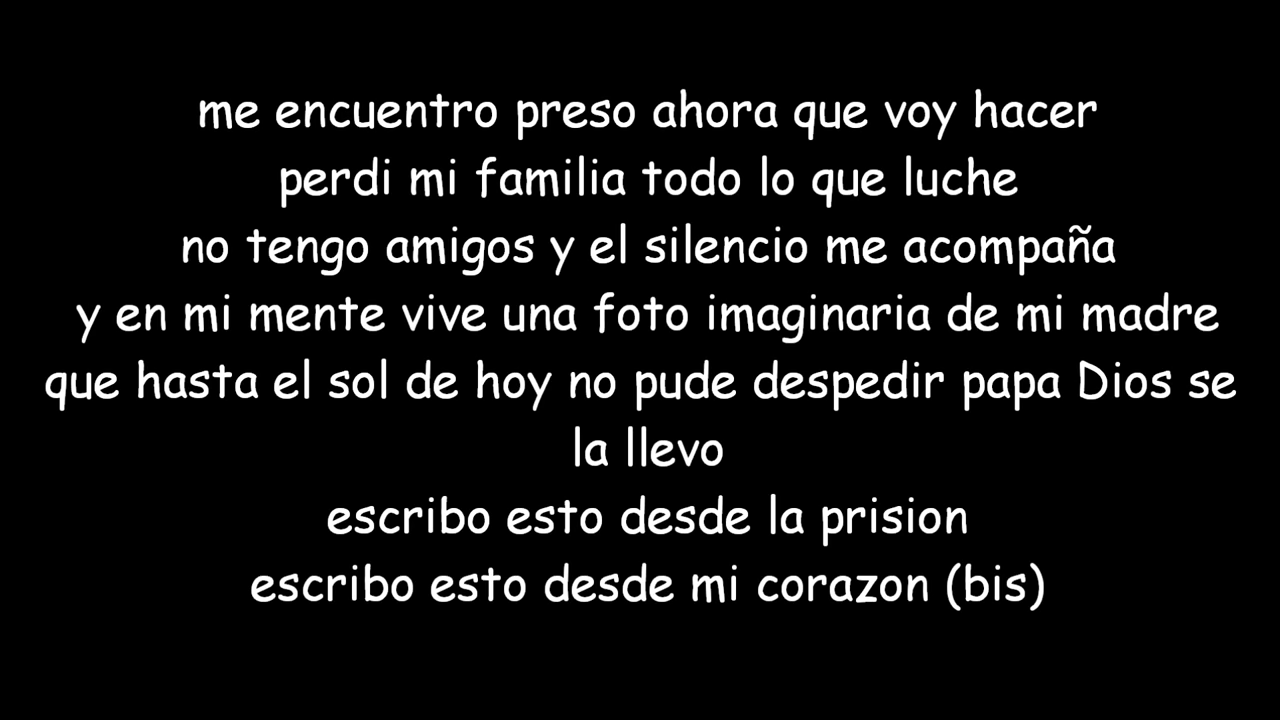 me encuentro preso ahora que voy hacer
perdi mi familia todo lo que luche
no tengo amigos y el silencio me acompaña
y en mi mente vive una foto imaginaria de mi madre
que hasta el sol de hoy no pude despedir papa Dios se
la llevo
escribo esto desde la prision
escribo esto desde mi corazon (bis)